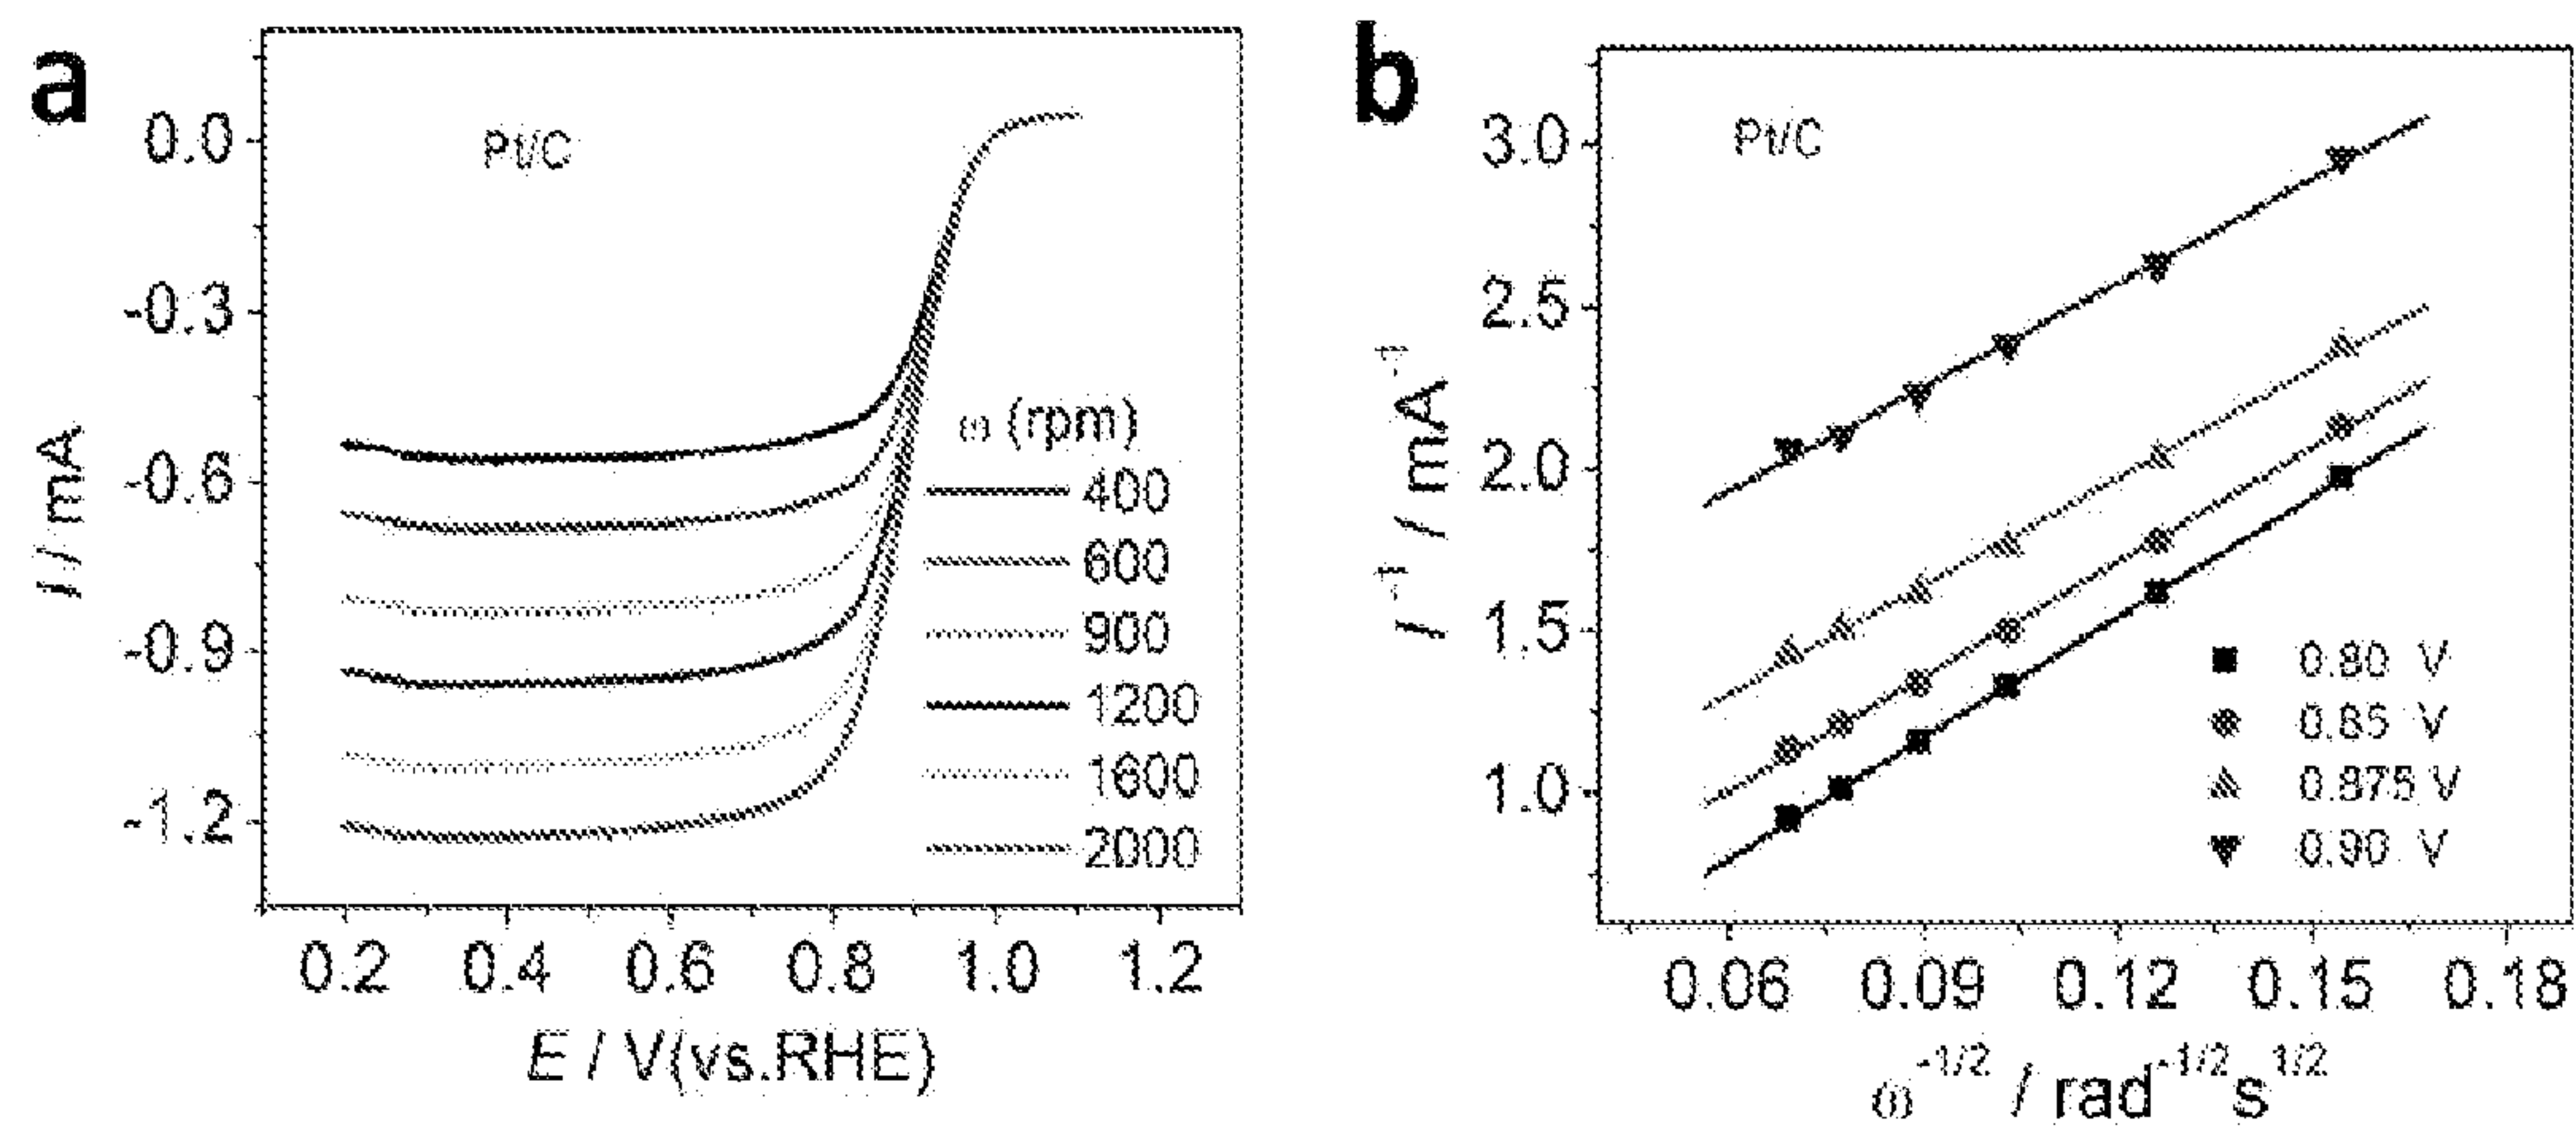 a
Pt/C
0.0
-0.3
-0.6
-0.9
-1.2
I / mA
ω (rpm)
400
600
900
1200
1600
2000
0.2 0.4 0.6 0.8 1.0 1.2
E / V(vs.RHE)
b
Pt/C
3.0
2.5
2.0
1.5
1.0
I⁻¹ / mA⁻¹
0.80 V
0.85 V
0.875 V
0.90 V
0.06 0.09 0.12 0.15 0.18
ω⁻¹/² / rad⁻¹/²s¹/²